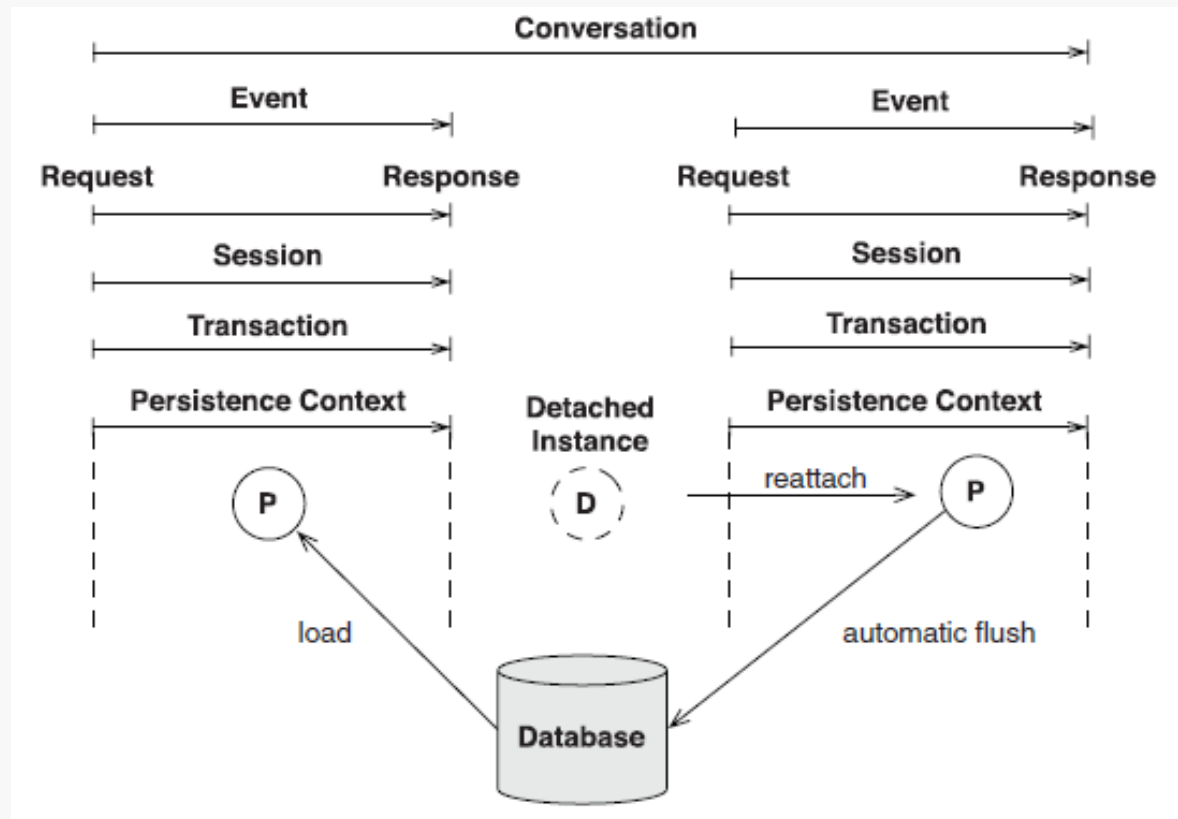 Conversation
Event
Event
Request
Response
Request
Response
Session
Session
Transaction
Transaction
Persistence Context
Detached
Instance
Persistence Context
P
D
reattach
P
load
automatic flush
Database